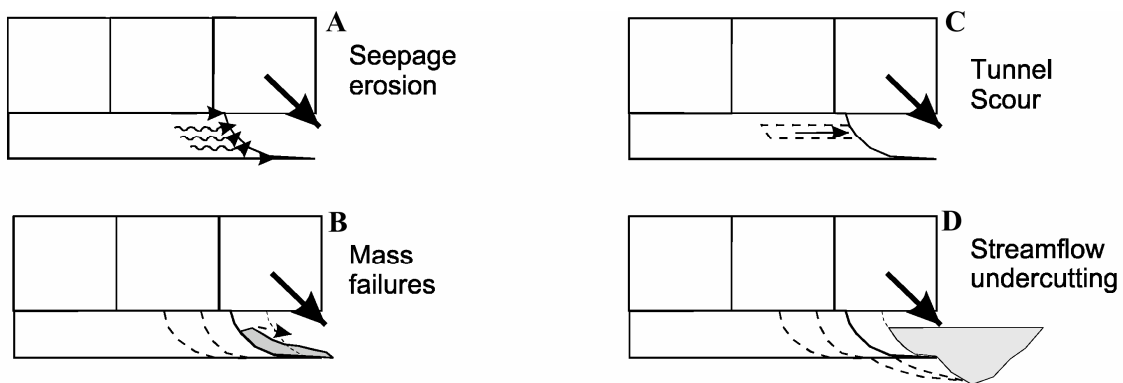 A
Seepage
erosion
B
Mass
failures
C
Tunnel
Scour
D
Streamflow
undercutting